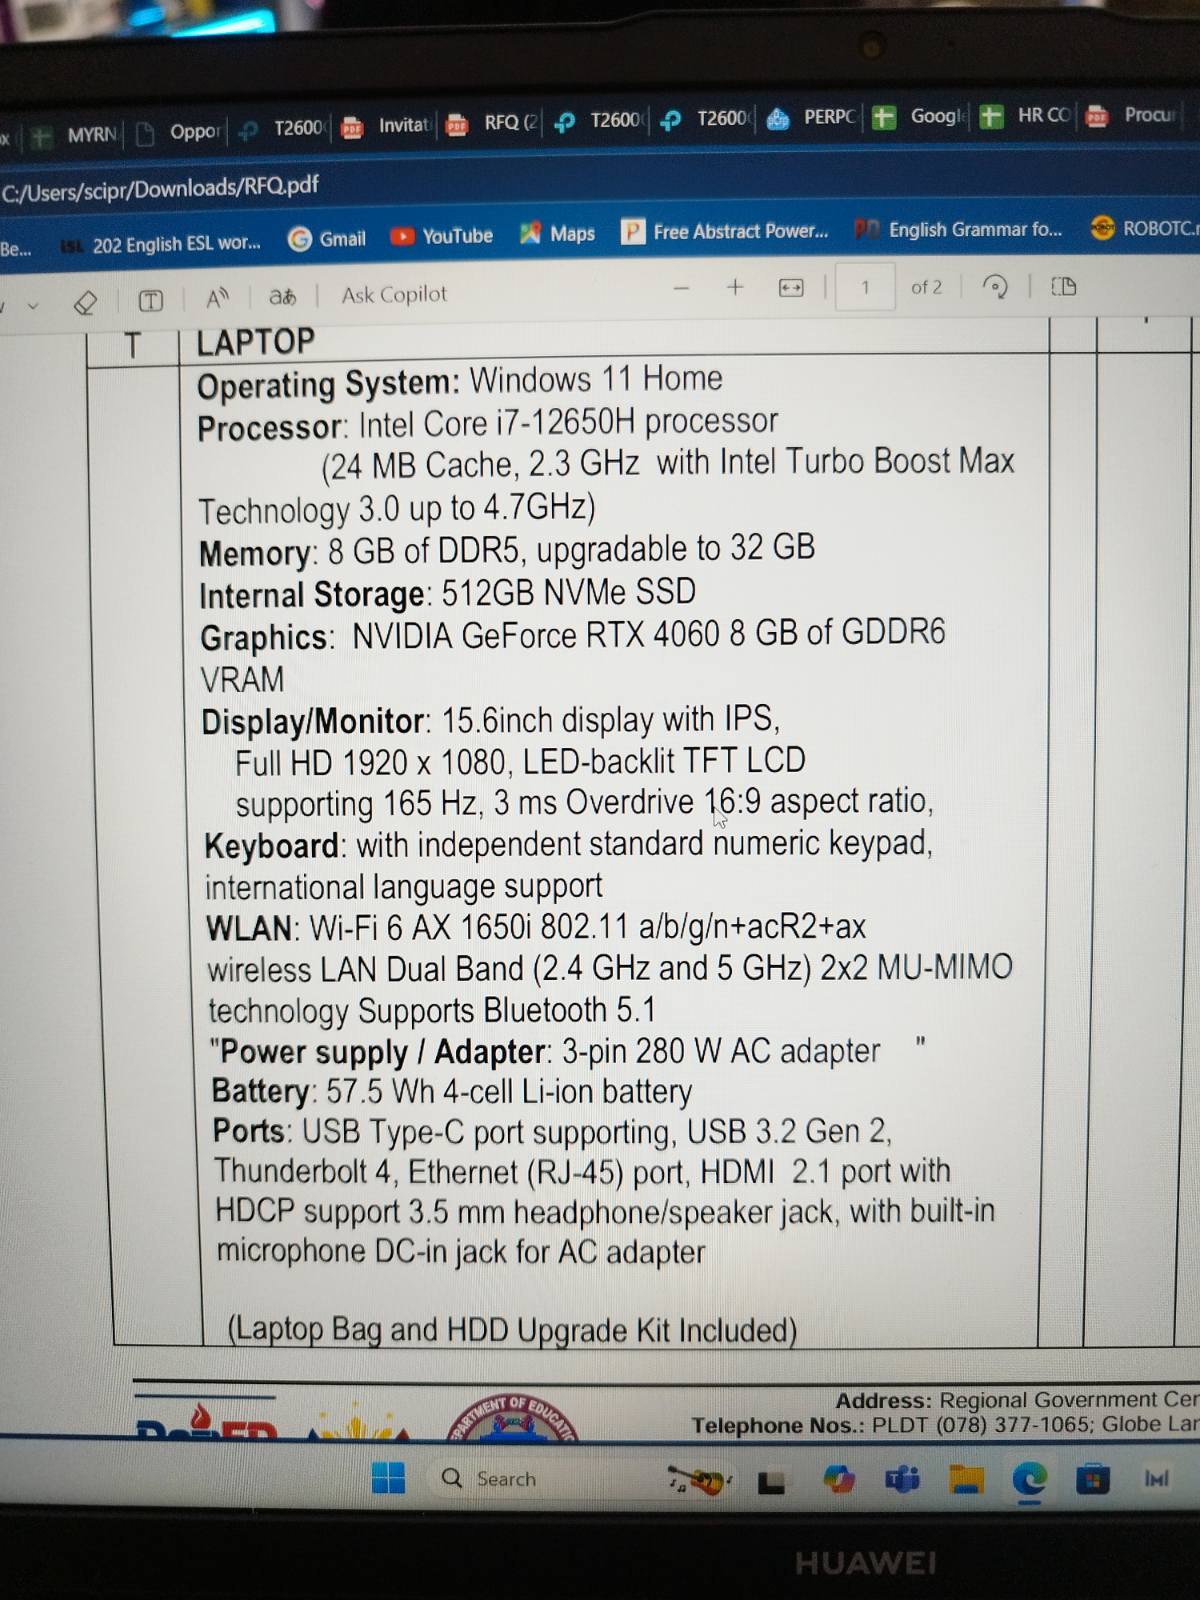 MYRN Oppor T2600 Invitat RFQ (2 T2600 T2600 PERPC Googl HR CO Procur
C:/Users/scipr/Downloads/RFQ.pdf
Be... ISL 202 English ESL wor... Gmail YouTube Maps Free Abstract Power... English Grammar fo... ROBOTC.r
Ask Copilot 1 of 2
T LAPTOP
Operating System: Windows 11 Home
Processor: Intel Core i7-12650H processor
(24 MB Cache, 2.3 GHz with Intel Turbo Boost Max
Technology 3.0 up to 4.7GHz)
Memory: 8 GB of DDR5, upgradable to 32 GB
Internal Storage: 512GB NVMe SSD
Graphics: NVIDIA GeForce RTX 4060 8 GB of GDDR6
VRAM
Display/Monitor: 15.6inch display with IPS,
Full HD 1920 x 1080, LED-backlit TFT LCD
supporting 165 Hz, 3 ms Overdrive 16:9 aspect ratio,
Keyboard: with independent standard numeric keypad,
international language support
WLAN: Wi-Fi 6 AX 1650i 802.11 a/b/g/n+acR2+ax
wireless LAN Dual Band (2.4 GHz and 5 GHz) 2x2 MU-MIMO
technology Supports Bluetooth 5.1
"Power supply / Adapter: 3-pin 280 W AC adapter "
Battery: 57.5 Wh 4-cell Li-ion battery
Ports: USB Type-C port supporting, USB 3.2 Gen 2,
Thunderbolt 4, Ethernet (RJ-45) port, HDMI 2.1 port with
HDCP support 3.5 mm headphone/speaker jack, with built-in
microphone DC-in jack for AC adapter
(Laptop Bag and HDD Upgrade Kit Included)
Address: Regional Government Cer
Telephone Nos.: PLDT (078) 377-1065; Globe Lar
Search
HUAWEI